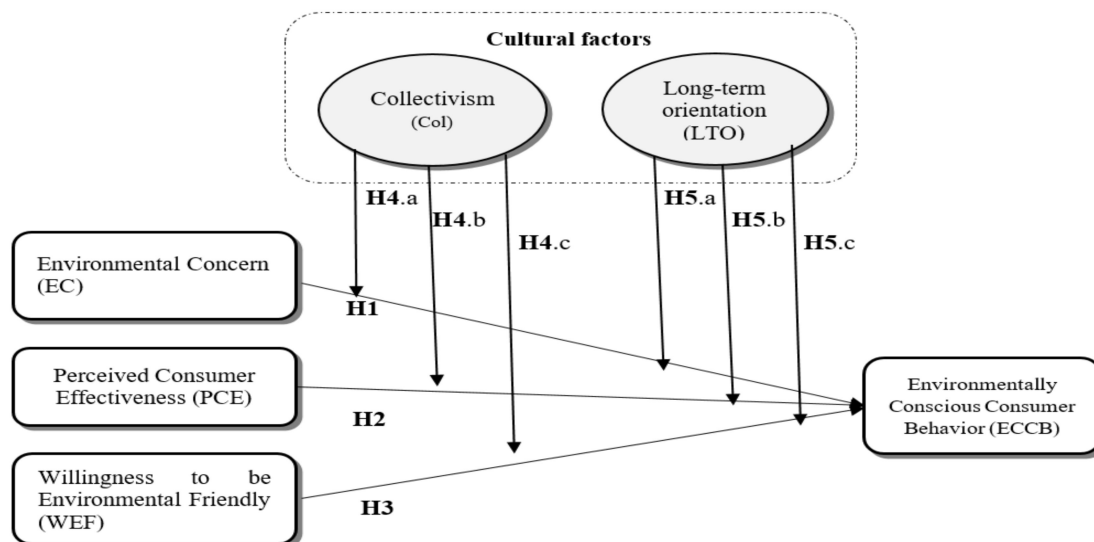 Cultural factors
Collectivism
(Col)
Long-term
orientation
(LTO)
H4.a
H4.b
H4.c
H5.a
H5.b
H5.c
Environmental Concern
(EC)
H1
Perceived Consumer
Effectiveness (PCE)
H2
Willingness to be
Environmental Friendly
(WEF)
H3
Environmentally
Conscious Consumer
Behavior (ECCB)